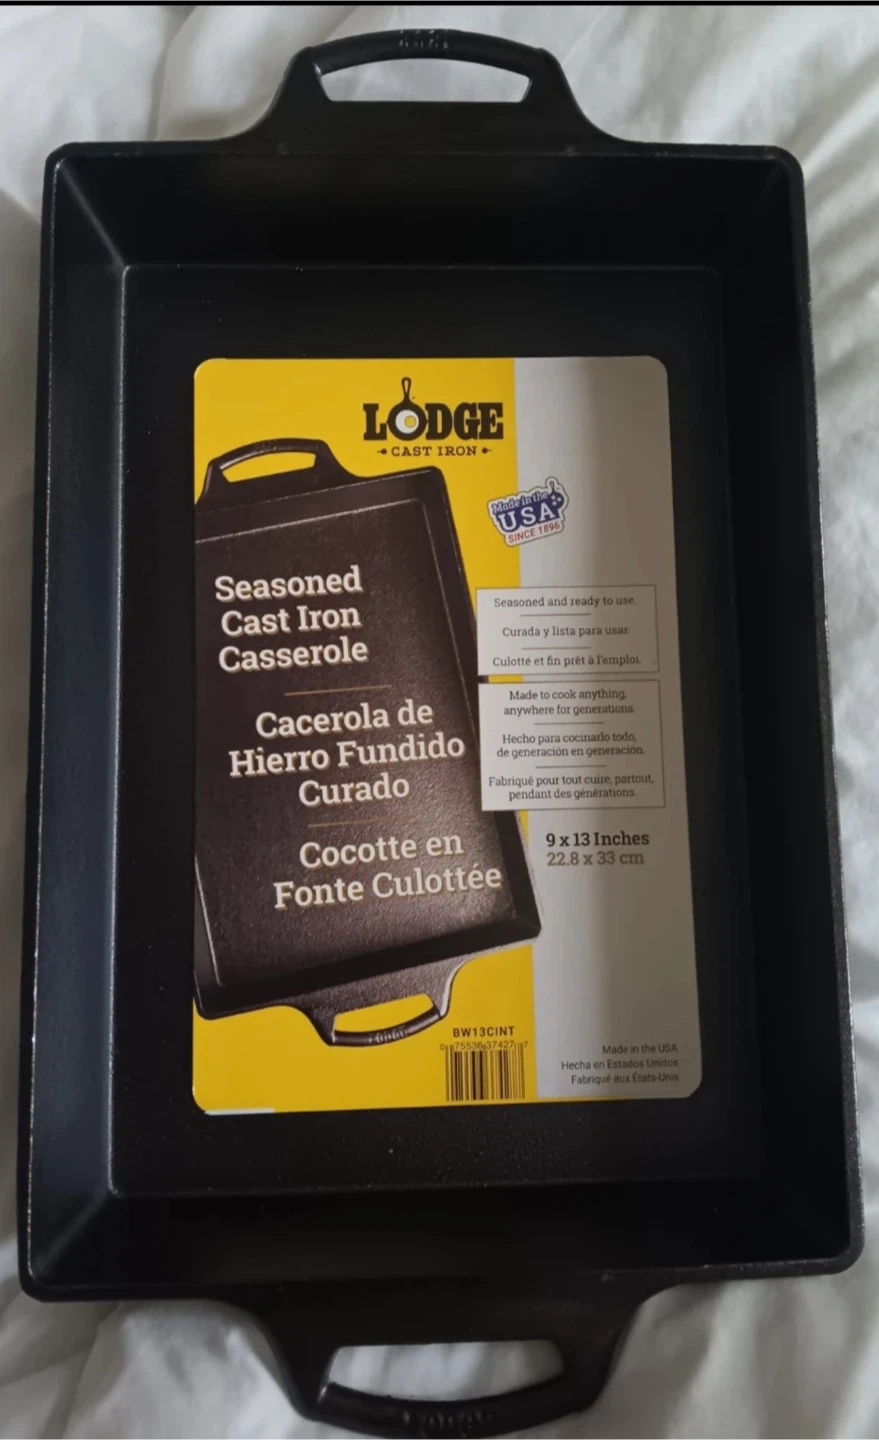 LODGE
CAST IRON
Made in the
USA
SINCE 1896
Seasoned
Cast Iron
Casserole
Cacerola de
Hierro Fundido
Curado
Cocotte en
Fonte Culottée
Seasoned and ready to use.
Curada y lista para usar.
Culotté et fin prêt à l'emploi.
Made to cook anything,
anywhere for generations.
Hecho para cocinarlo todo,
de generación en generación.
Fabriqué pour tout cuire, partout,
pendant des générations.
9 x 13 Inches
22.8 x 33 cm
BW13CINT
0 75536 37427 7
Made in the USA
Hecha en Estados Unidos
Fabriqué aux États-Unis